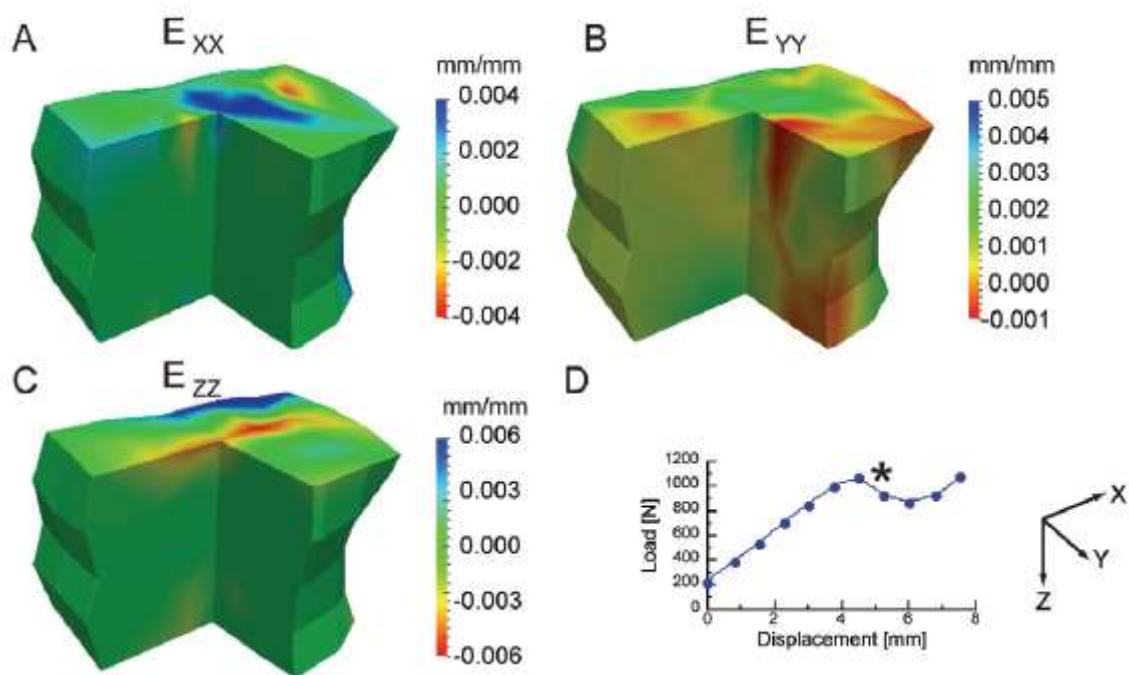 A
E XX
mm/mm
0.004
0.002
0.000
-0.002
-0.004
B
E YY
mm/mm
0.005
0.004
0.003
0.002
0.001
0.000
-0.001
C
E ZZ
mm/mm
0.006
0.003
0.000
-0.003
-0.006
D
1200
1000
800
600
400
200
0
Load [N]
*
0 2 4 6 8
Displacement [mm]
X
Y
Z